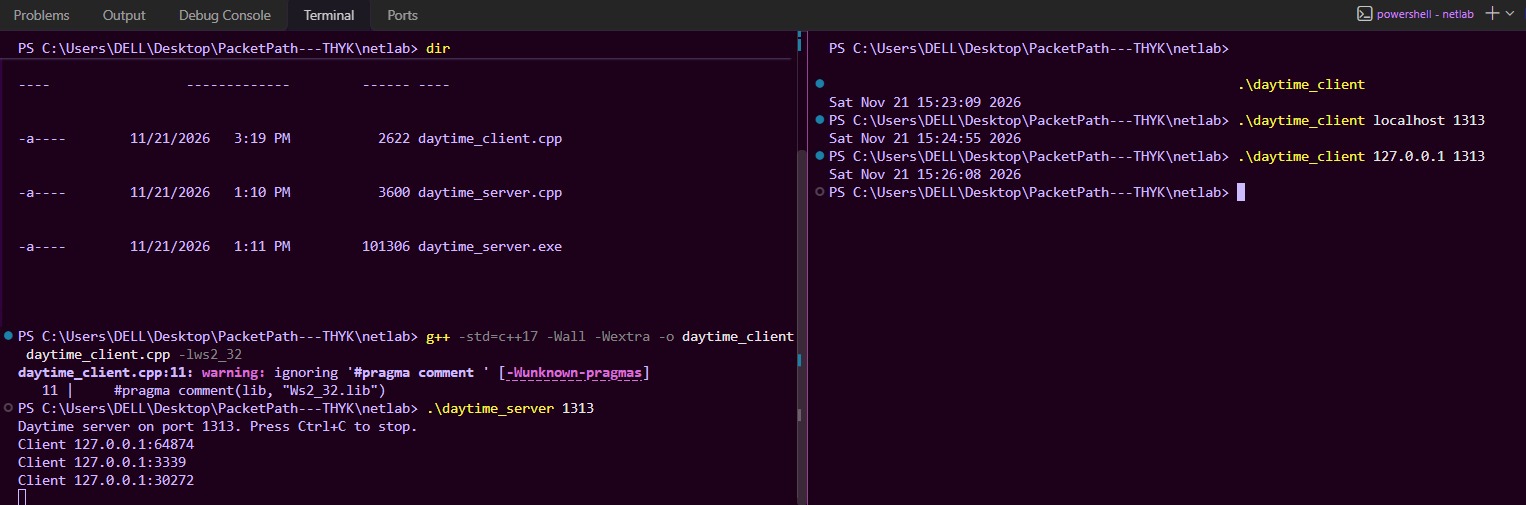 Problems Output Debug Console Terminal Ports powershell - netlab
PS C:\Users\DELL\Desktop\PacketPath---THYK\netlab> dir
---- ------------- ------ ----
-a---- 11/21/2026 3:19 PM 2622 daytime_client.cpp
-a---- 11/21/2026 1:10 PM 3600 daytime_server.cpp
-a---- 11/21/2026 1:11 PM 101306 daytime_server.exe
PS C:\Users\DELL\Desktop\PacketPath---THYK\netlab> g++ -std=c++17 -Wall -Wextra -o daytime_client
daytime_client.cpp -lws2_32
daytime_client.cpp:11: warning: ignoring '#pragma comment ' [-Wunknown-pragmas]
11 | #pragma comment(lib, "Ws2_32.lib")
PS C:\Users\DELL\Desktop\PacketPath---THYK\netlab> .\daytime_server 1313
Daytime server on port 1313. Press Ctrl+C to stop.
Client 127.0.0.1:64874
Client 127.0.0.1:3339
Client 127.0.0.1:30272
PS C:\Users\DELL\Desktop\PacketPath---THYK\netlab>
.\daytime_client
Sat Nov 21 15:23:09 2026
PS C:\Users\DELL\Desktop\PacketPath---THYK\netlab> .\daytime_client localhost 1313
Sat Nov 21 15:24:55 2026
PS C:\Users\DELL\Desktop\PacketPath---THYK\netlab> .\daytime_client 127.0.0.1 1313
Sat Nov 21 15:26:08 2026
PS C:\Users\DELL\Desktop\PacketPath---THYK\netlab>